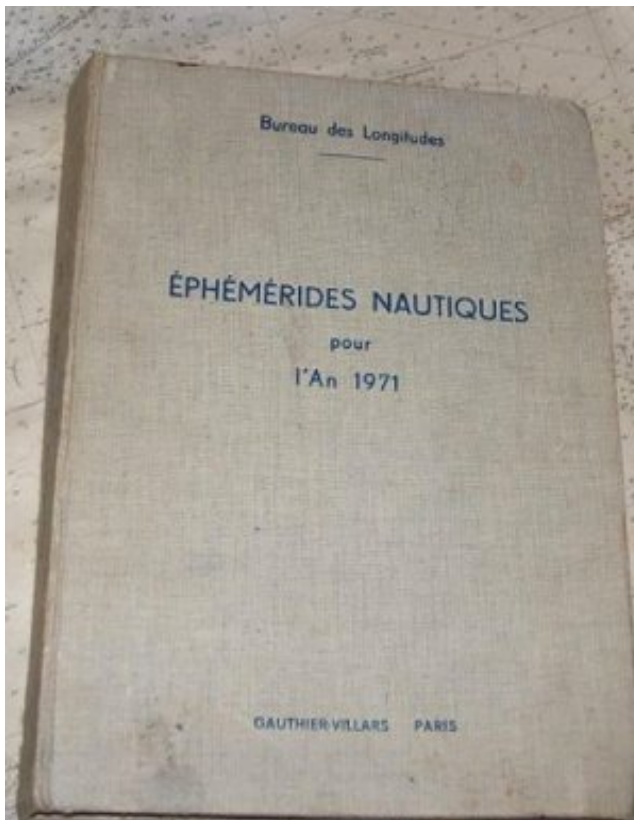 Bureau des Longitudes
ÉPHÉMÉRIDES NAUTIQUES
pour
l'An 1971
GAUTHIER-VILLARS PARIS